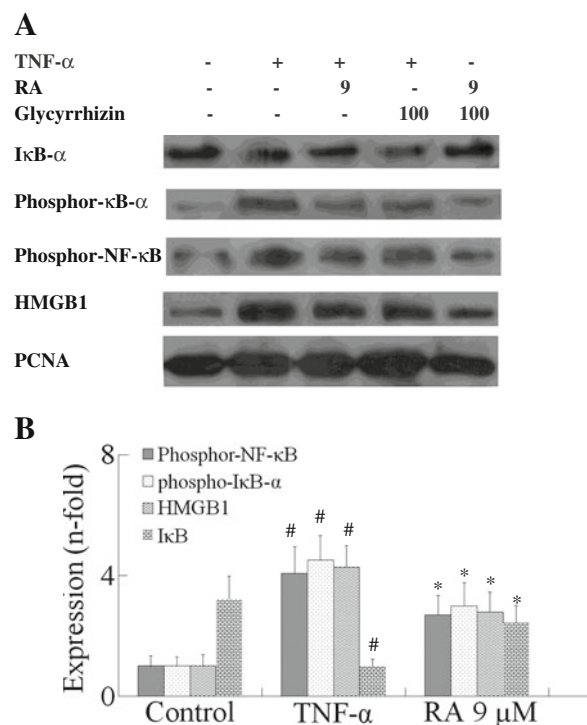 A
TNF-α - + + + -
RA - - 9 - 9
Glycyrrhizin - - - 100 100
IκB-α
Phosphor-κB-α
Phosphor-NF-κB
HMGB1
PCNA
B
Expression (n-fold)
8
4
0
Phosphor-NF-κB
phospho-IκB-α
HMGB1
IκB
# # # #
* * * *
Control TNF-α RA 9 μM